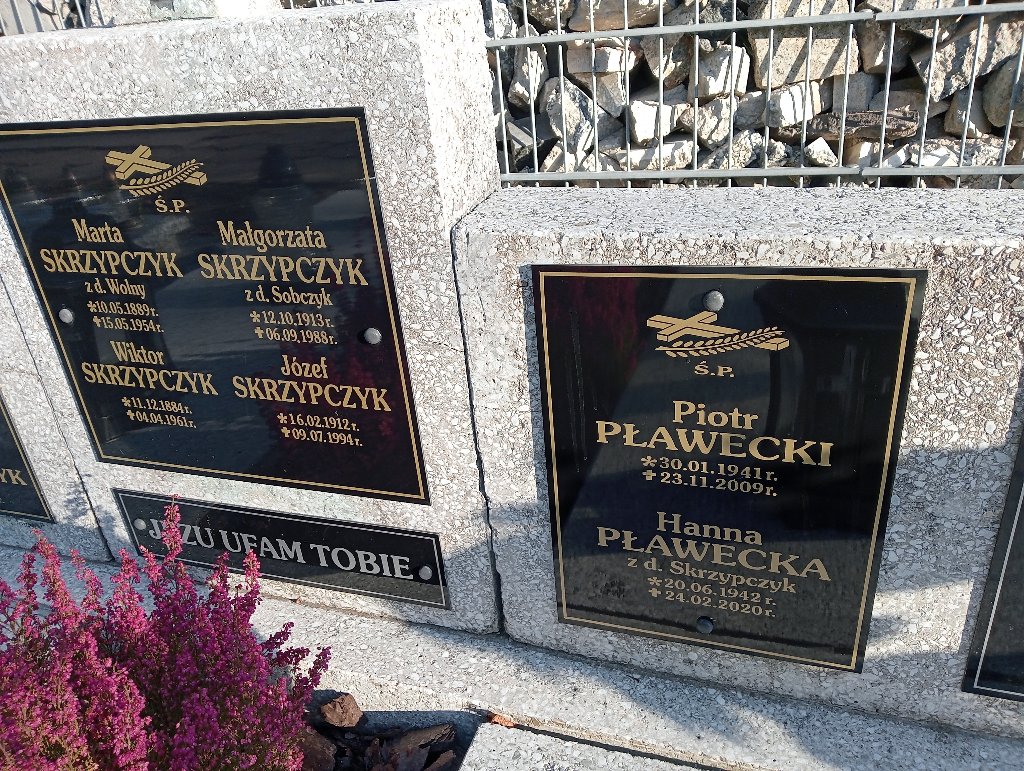 Ś.P.
Marta
SKRZYPCZYK
z d. Wolny
*10.05.1889r.
✝15.05.1954r.
Małgorzata
SKRZYPCZYK
z d. Sobczyk
*12.10.1913r.
✝06.09.1988r.
Wiktor
SKRZYPCZYK
*11.12.1884r.
✝04.04.1961r.
Józef
SKRZYPCZYK
*16.02.1912r.
✝09.07.1994r.
JEZU UFAM TOBIE
YK
Ś.P.
Piotr
PŁAWECKI
*30.01.1941r.
✝23.11.2009r.
Hanna
PŁAWECKA
z d. Skrzypczyk
*20.06.1942r.
✝24.02.2020r.